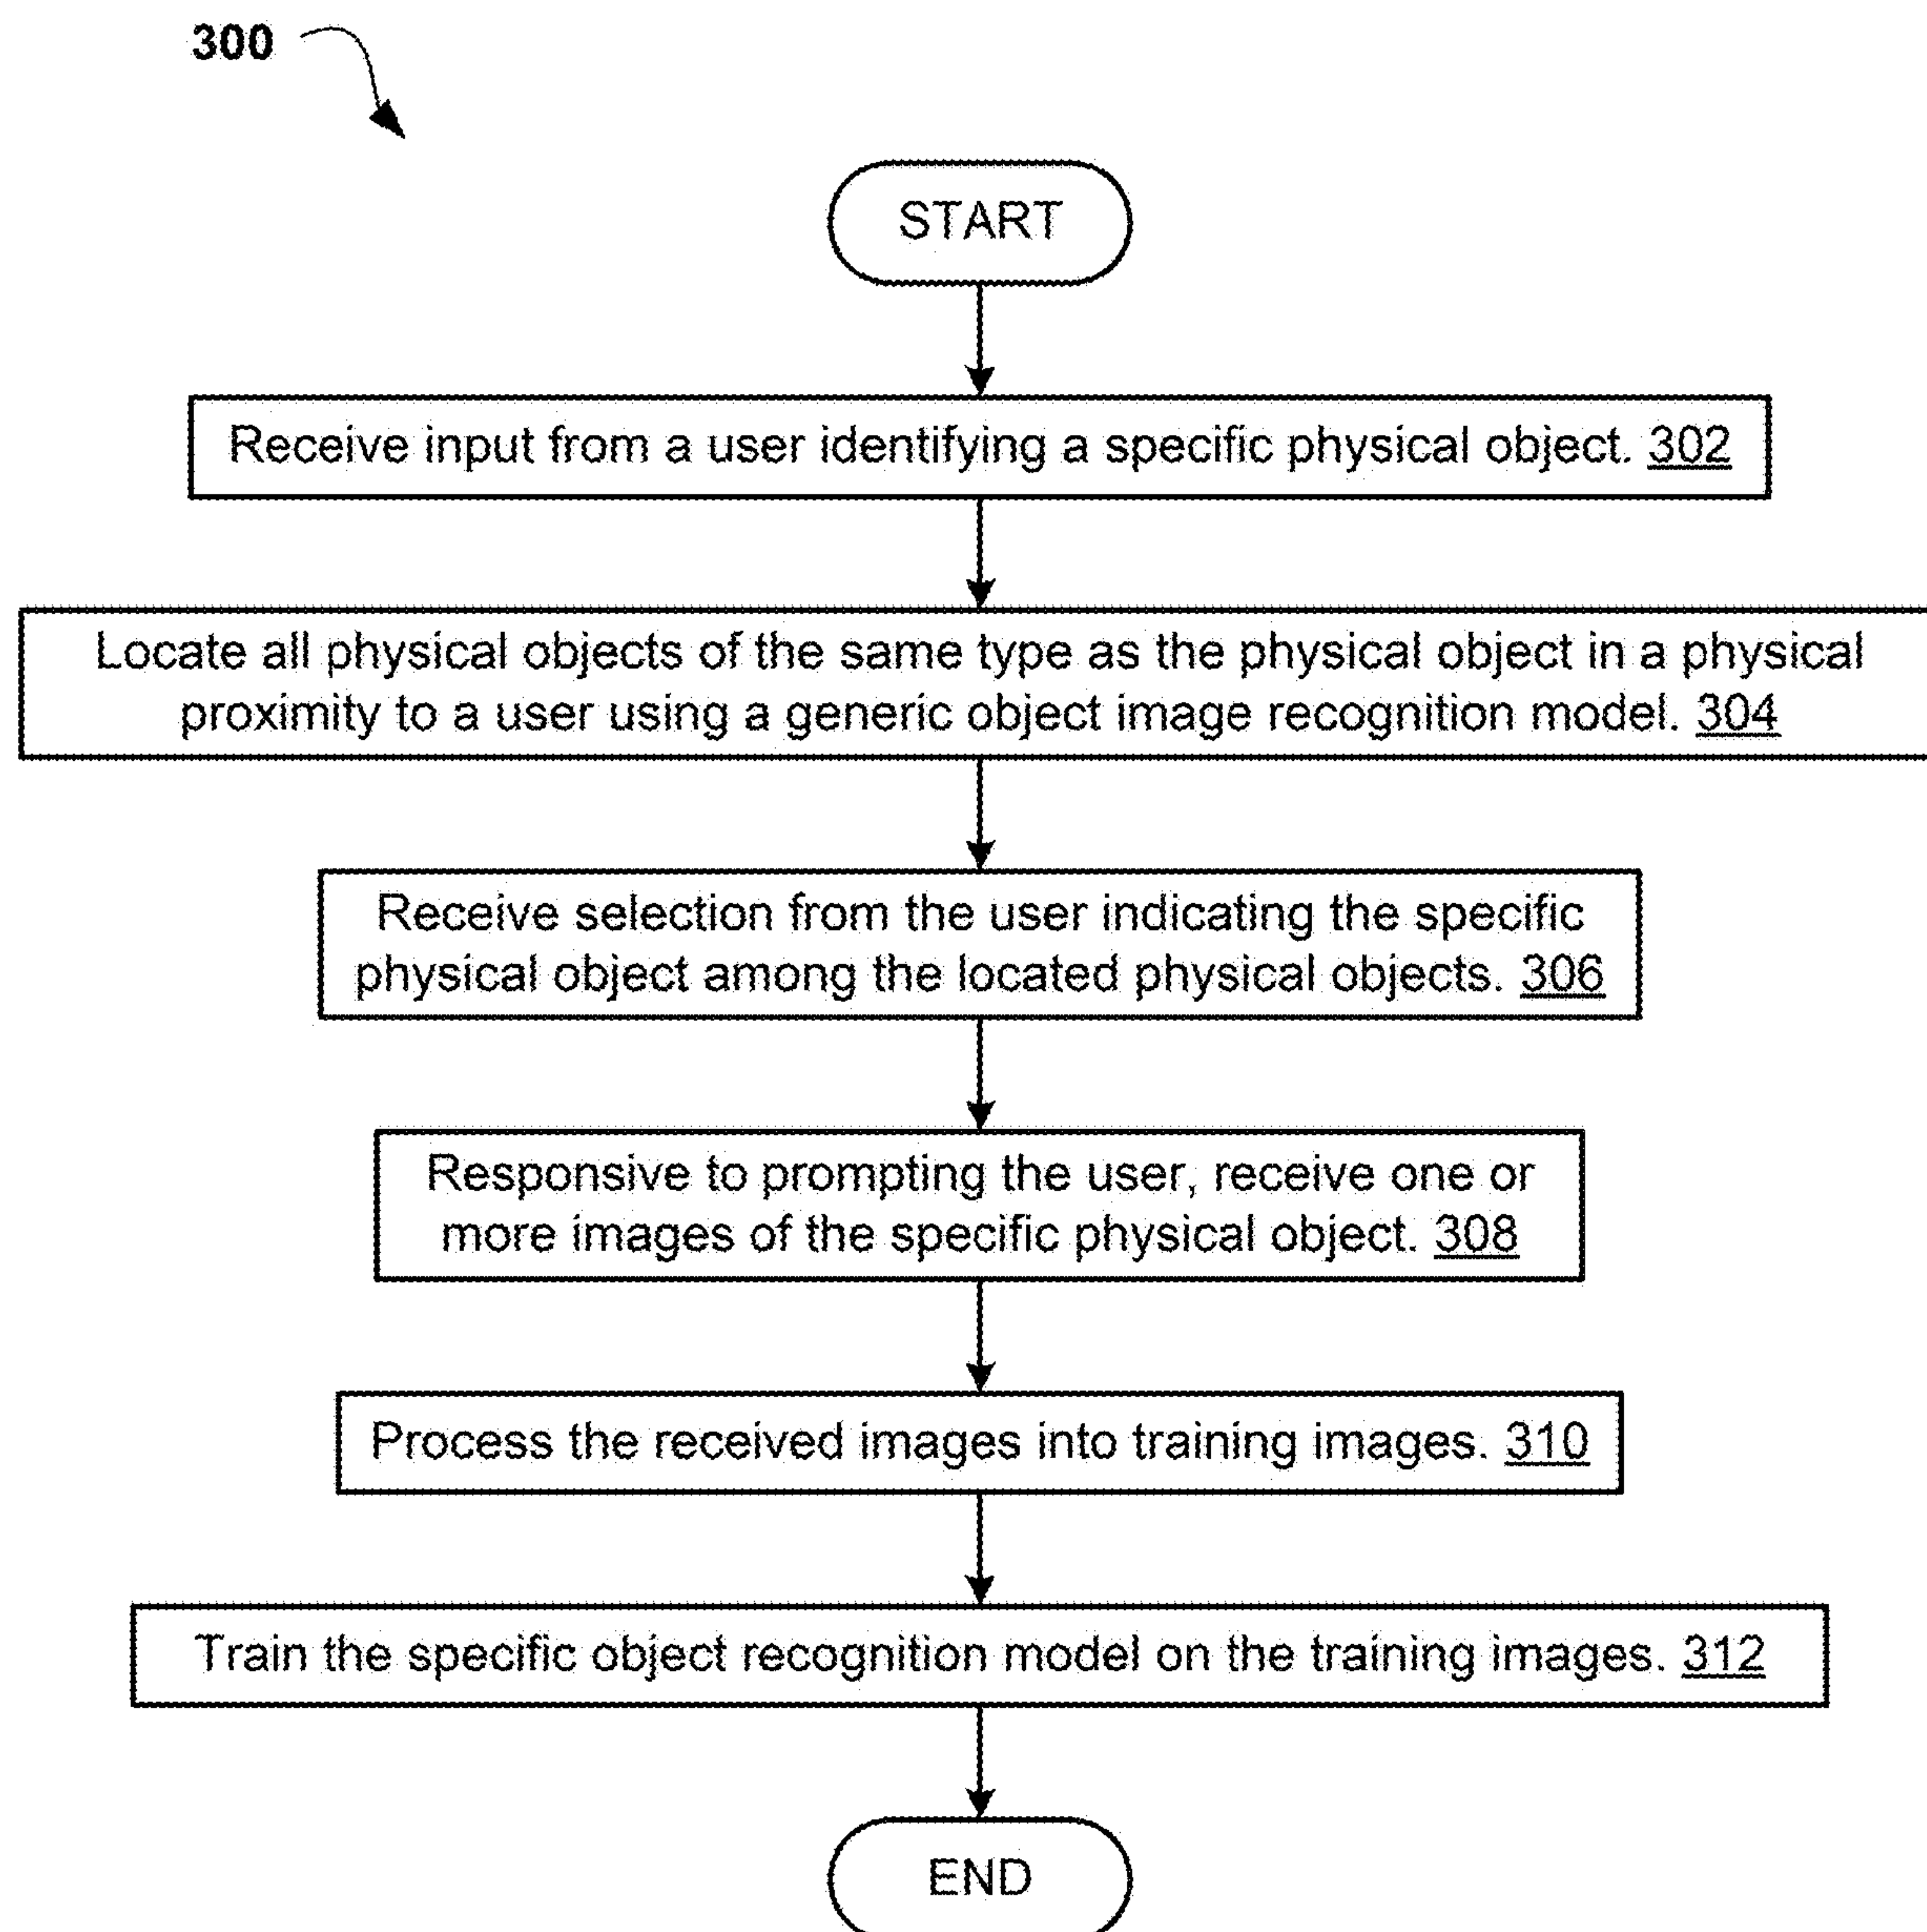 300
START
Receive input from a user identifying a specific physical object. 302
Locate all physical objects of the same type as the physical object in a physical
proximity to a user using a generic object image recognition model. 304
Receive selection from the user indicating the specific
physical object among the located physical objects. 306
Responsive to prompting the user, receive one or
more images of the specific physical object. 308
Process the received images into training images. 310
Train the specific object recognition model on the training images. 312
END